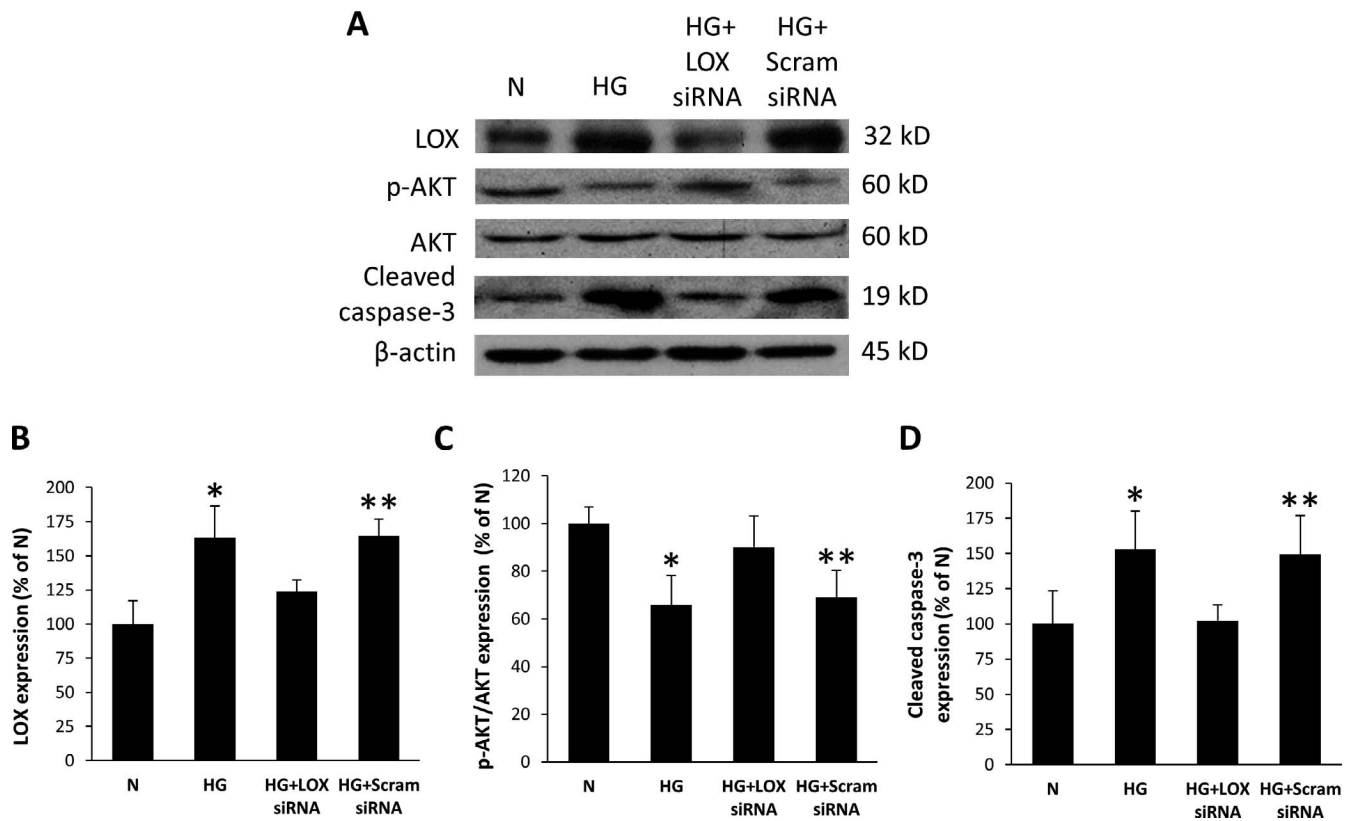 A
N
HG
HG+
LOX
siRNA
HG+
Scram
siRNA
LOX
32 kD
p-AKT
60 kD
AKT
60 kD
Cleaved
caspase-3
19 kD
β-actin
45 kD
B
LOX expression (% of N)
200
175
150
125
100
75
50
25
0
*
**
N
HG
HG+LOX
siRNA
HG+Scram
siRNA
C
p-AKT/AKT expression (% of N)
120
100
80
60
40
20
0
*
**
N
HG
HG+LOX
siRNA
HG+Scram
siRNA
D
Cleaved caspase-3
expression (% of N)
200
175
150
125
100
75
50
25
0
*
**
N
HG
HG+LOX
siRNA
HG+Scram
siRNA